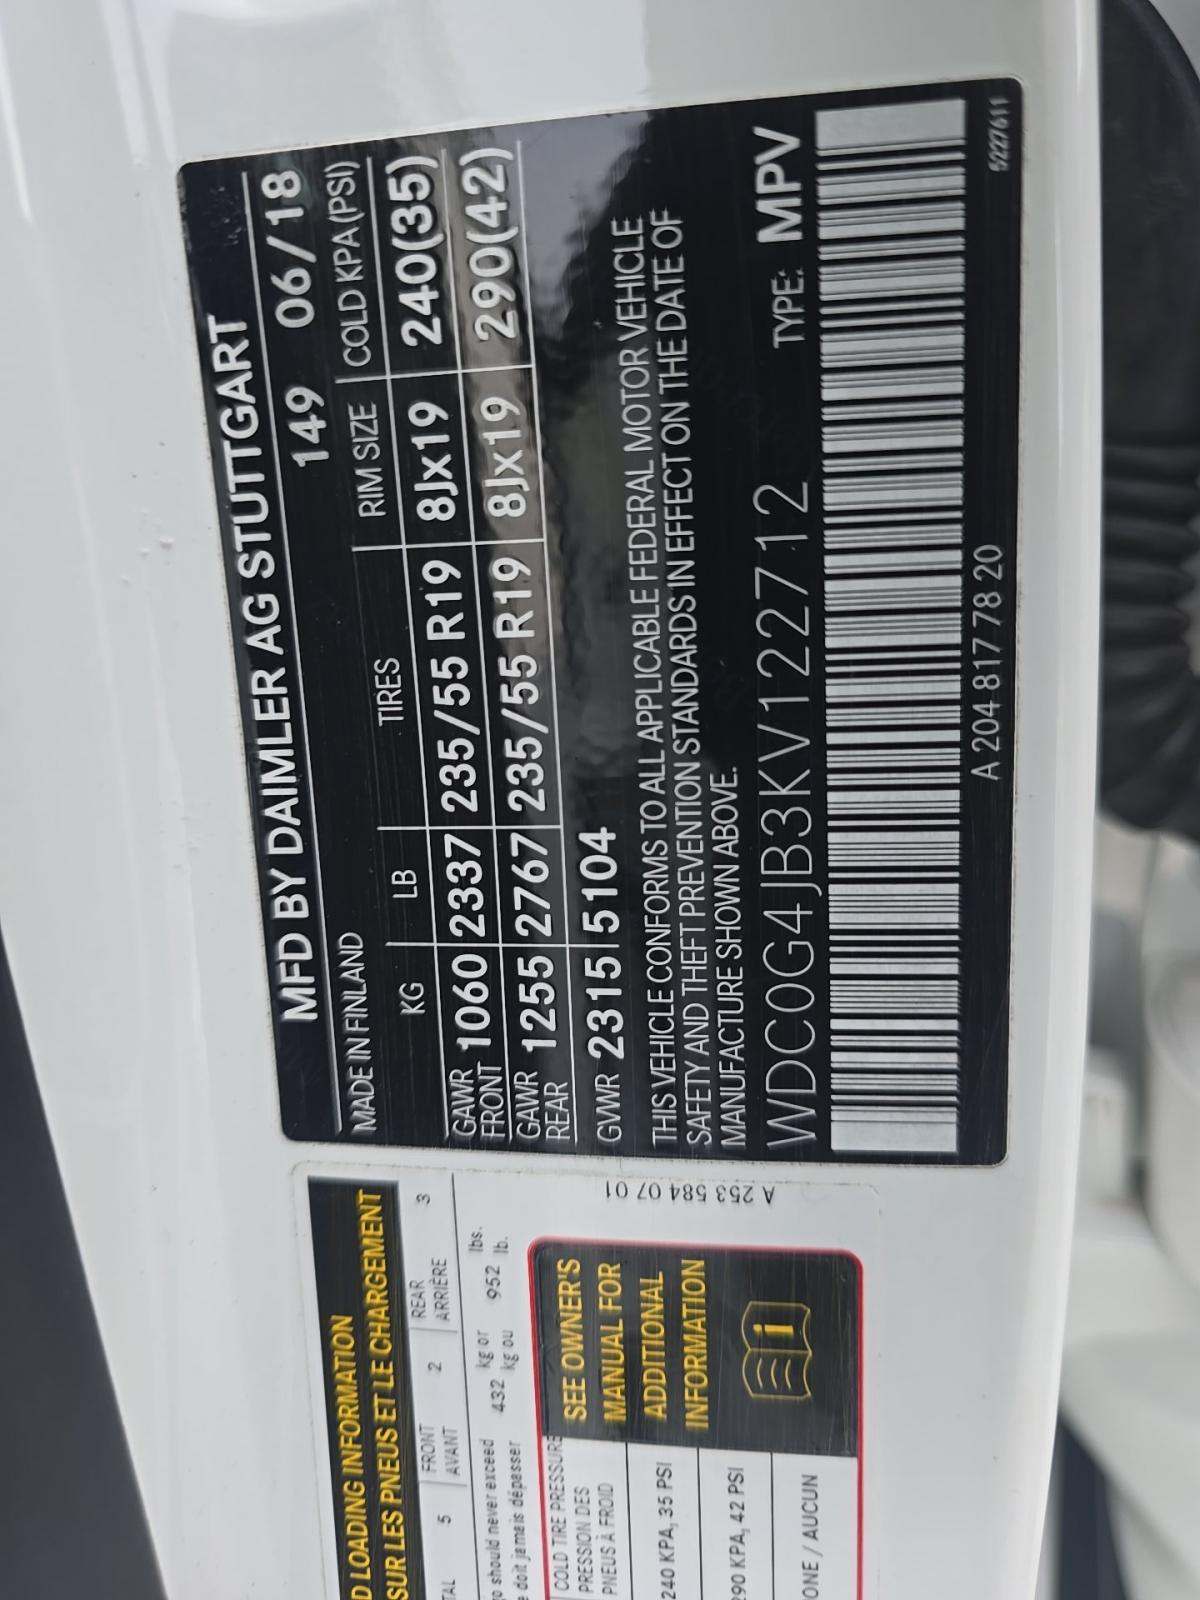 MFD BY DAIMLER AG STUTTGART
MADE IN FINLAND 149 06/18
KG LB TIRES RIM SIZE COLD KPA (PSI)
GAWR FRONT 1060 2337 235/55 R19 8Jx19 240(35)
GAWR REAR 1255 2767 235/55 R19 8Jx19 290(42)
GVWR 2315 5104
THIS VEHICLE CONFORMS TO ALL APPLICABLE FEDERAL MOTOR VEHICLE
SAFETY AND THEFT PREVENTION STANDARDS IN EFFECT ON THE DATE OF
MANUFACTURE SHOWN ABOVE.
WDC0G4JB3KV122712 TYPE: MPV
A 204 817 78 20
5227611
LOADING INFORMATION
SUR LES PNEUS ET LE CHARGEMENT
5 FRONT AVANT 2 REAR ARRIÈRE 3
should never exceed 432 kg or 952 lbs.
doit jamais dépasser kg ou lb.
COLD TIRE PRESSURE
PRESSION DES
PNEUS À FROID
240 KPA, 35 PSI
290 KPA, 42 PSI
/ AUCUN
SEE OWNER'S
MANUAL FOR
ADDITIONAL
INFORMATION
i
A 253 584 07 01